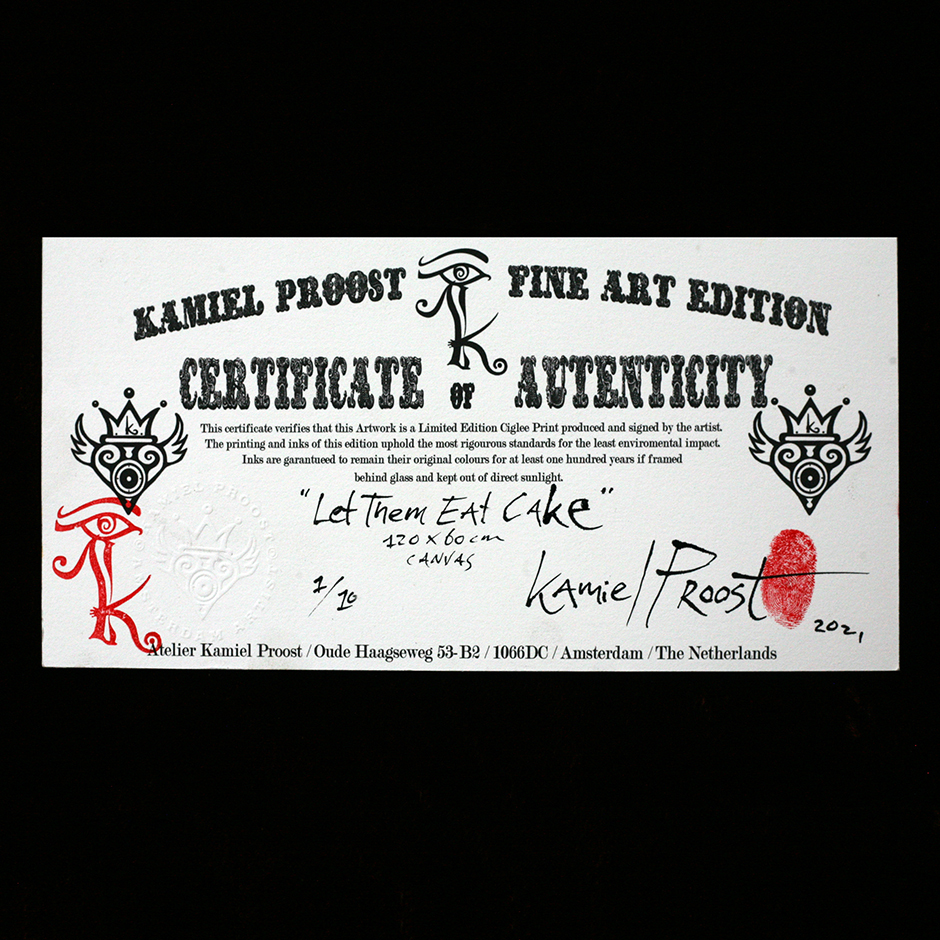 KAMIEL PROOST FINE ART EDITION
CERTIFICATE OF AUTENTICITY
This certificate verifies that this Artwork is a Limited Edition Ciglee Print produced and signed by the artist.
The printing and inks of this edition uphold the most rigourous standards for the least enviromental impact.
Inks are garantueed to remain their original colours for at least one hundred years if framed
behind glass and kept out of direct sunlight.
"Let Them Eat Cake"
120 x 60 cm
CANVAS
1/10
Kamiel Proost
2021
Atelier Kamiel Proost / Oude Haagseweg 53-B2 / 1066DC / Amsterdam / The Netherlands
k.
k.
KAMIEL PROOST